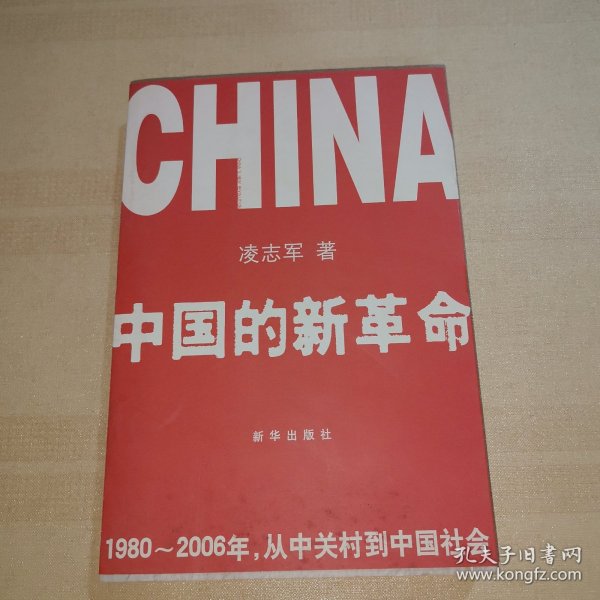 CHINA
凌志军 著
中国的新革命
新华出版社
1980～2006年，从中关村到中国社会
孔夫子旧书网
www.kongfz.com